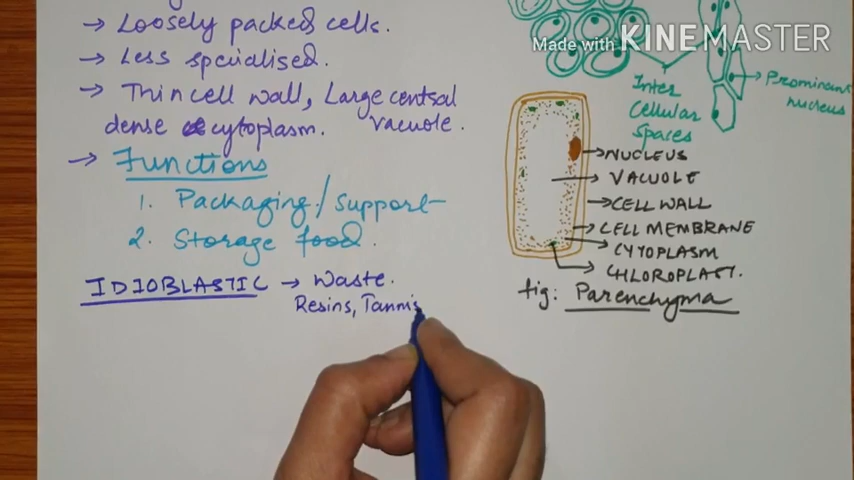 → Loosely packed cells.
→ Less specialised.
→ Thin cell wall, Large central
dense cytoplasm. Vacuole.
→ Functions
1. Packaging/Support
2. Storage food.
IDIOBLASTIC → Waste.
Resins, Tannis
Made with KINEMASTER
Inter
Cellular
Spaces
Prominant
nucleus
NUCLEUS
VACUOLE
CELL WALL
CELL MEMBRANE
CYTOPLASM
CHLOROPLAST.
fig: Parenchyma